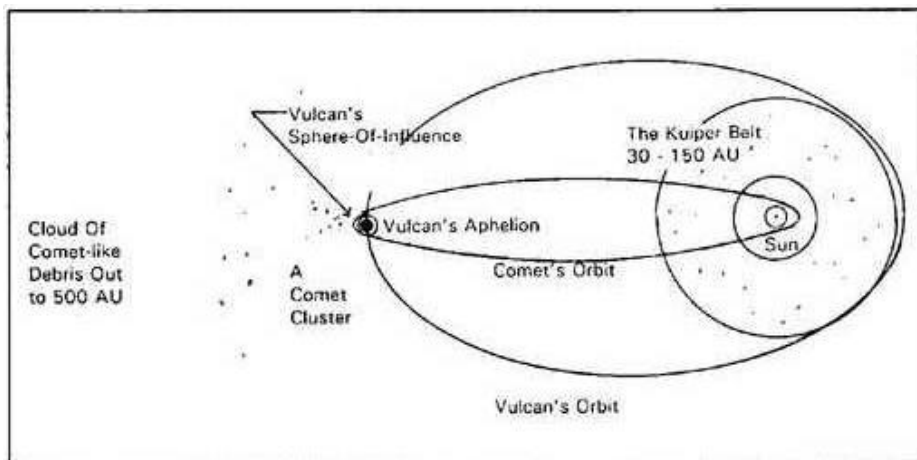 Vulcan's
Sphere-Of-Influence
The Kuiper Belt
30 - 150 AU
Cloud Of
Comet-like
Debris Out
to 500 AU
Vulcan's Aphelion
Sun
A
Comet
Cluster
Comet's Orbit
Vulcan's Orbit